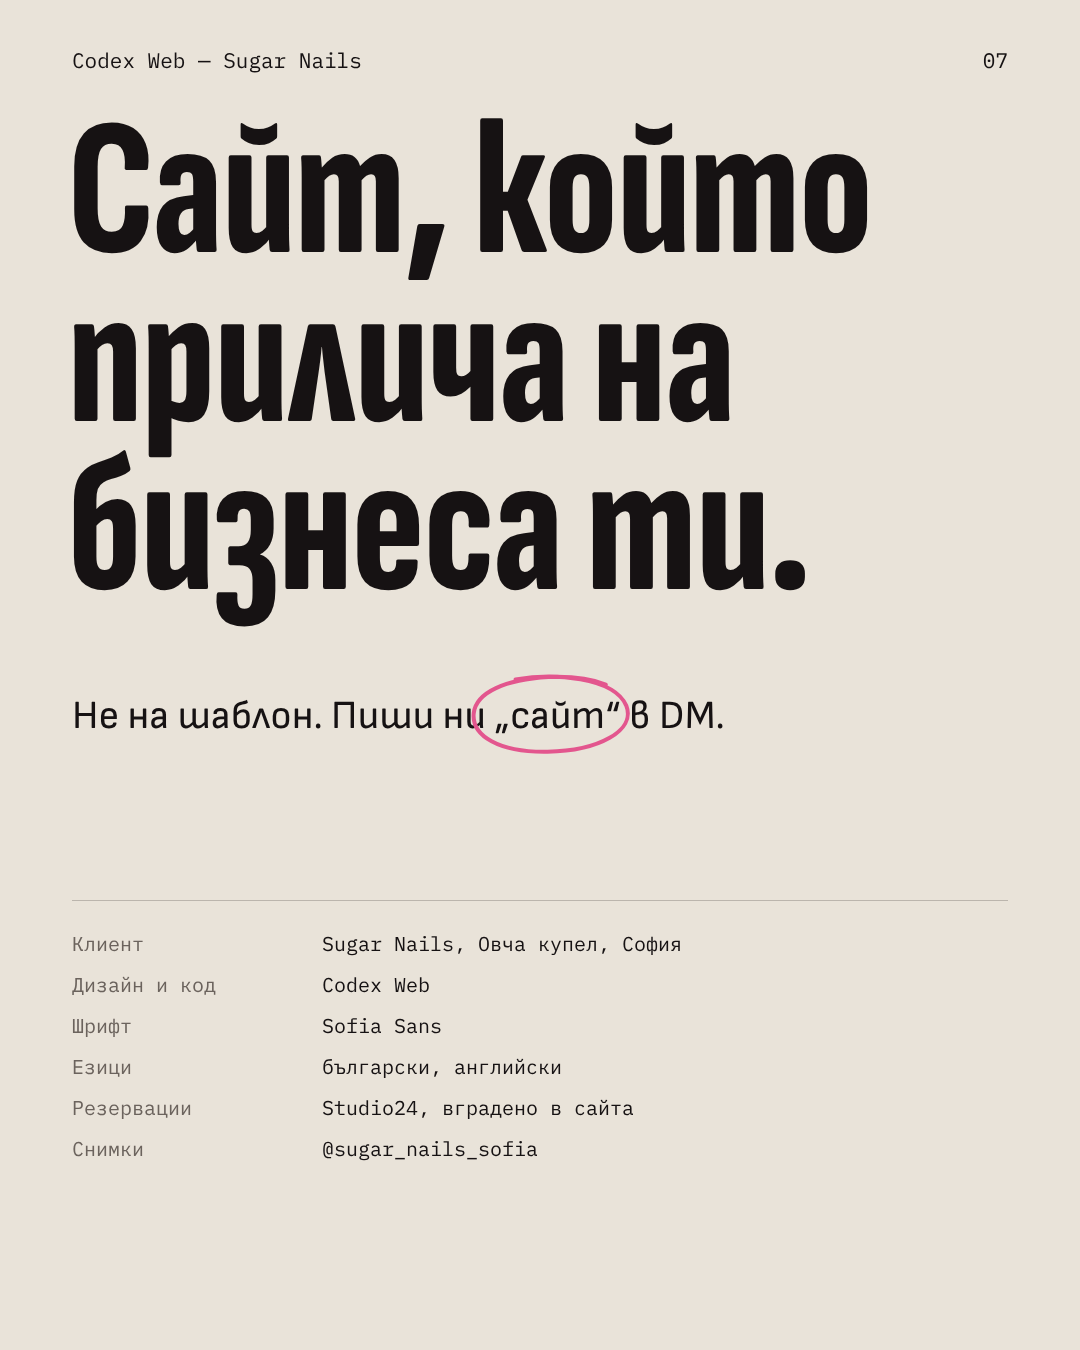 Codex Web — Sugar Nails 07
Сайт, който
прилича на
бизнеса ти.
Не на шаблон. Пиши ни „сайт“ в DM.
Клиент Sugar Nails, Овча купел, София
Дизайн и код Codex Web
Шрифт Sofia Sans
Езици български, английски
Резервации Studio24, вградено в сайта
Снимки @sugar_nails_sofia